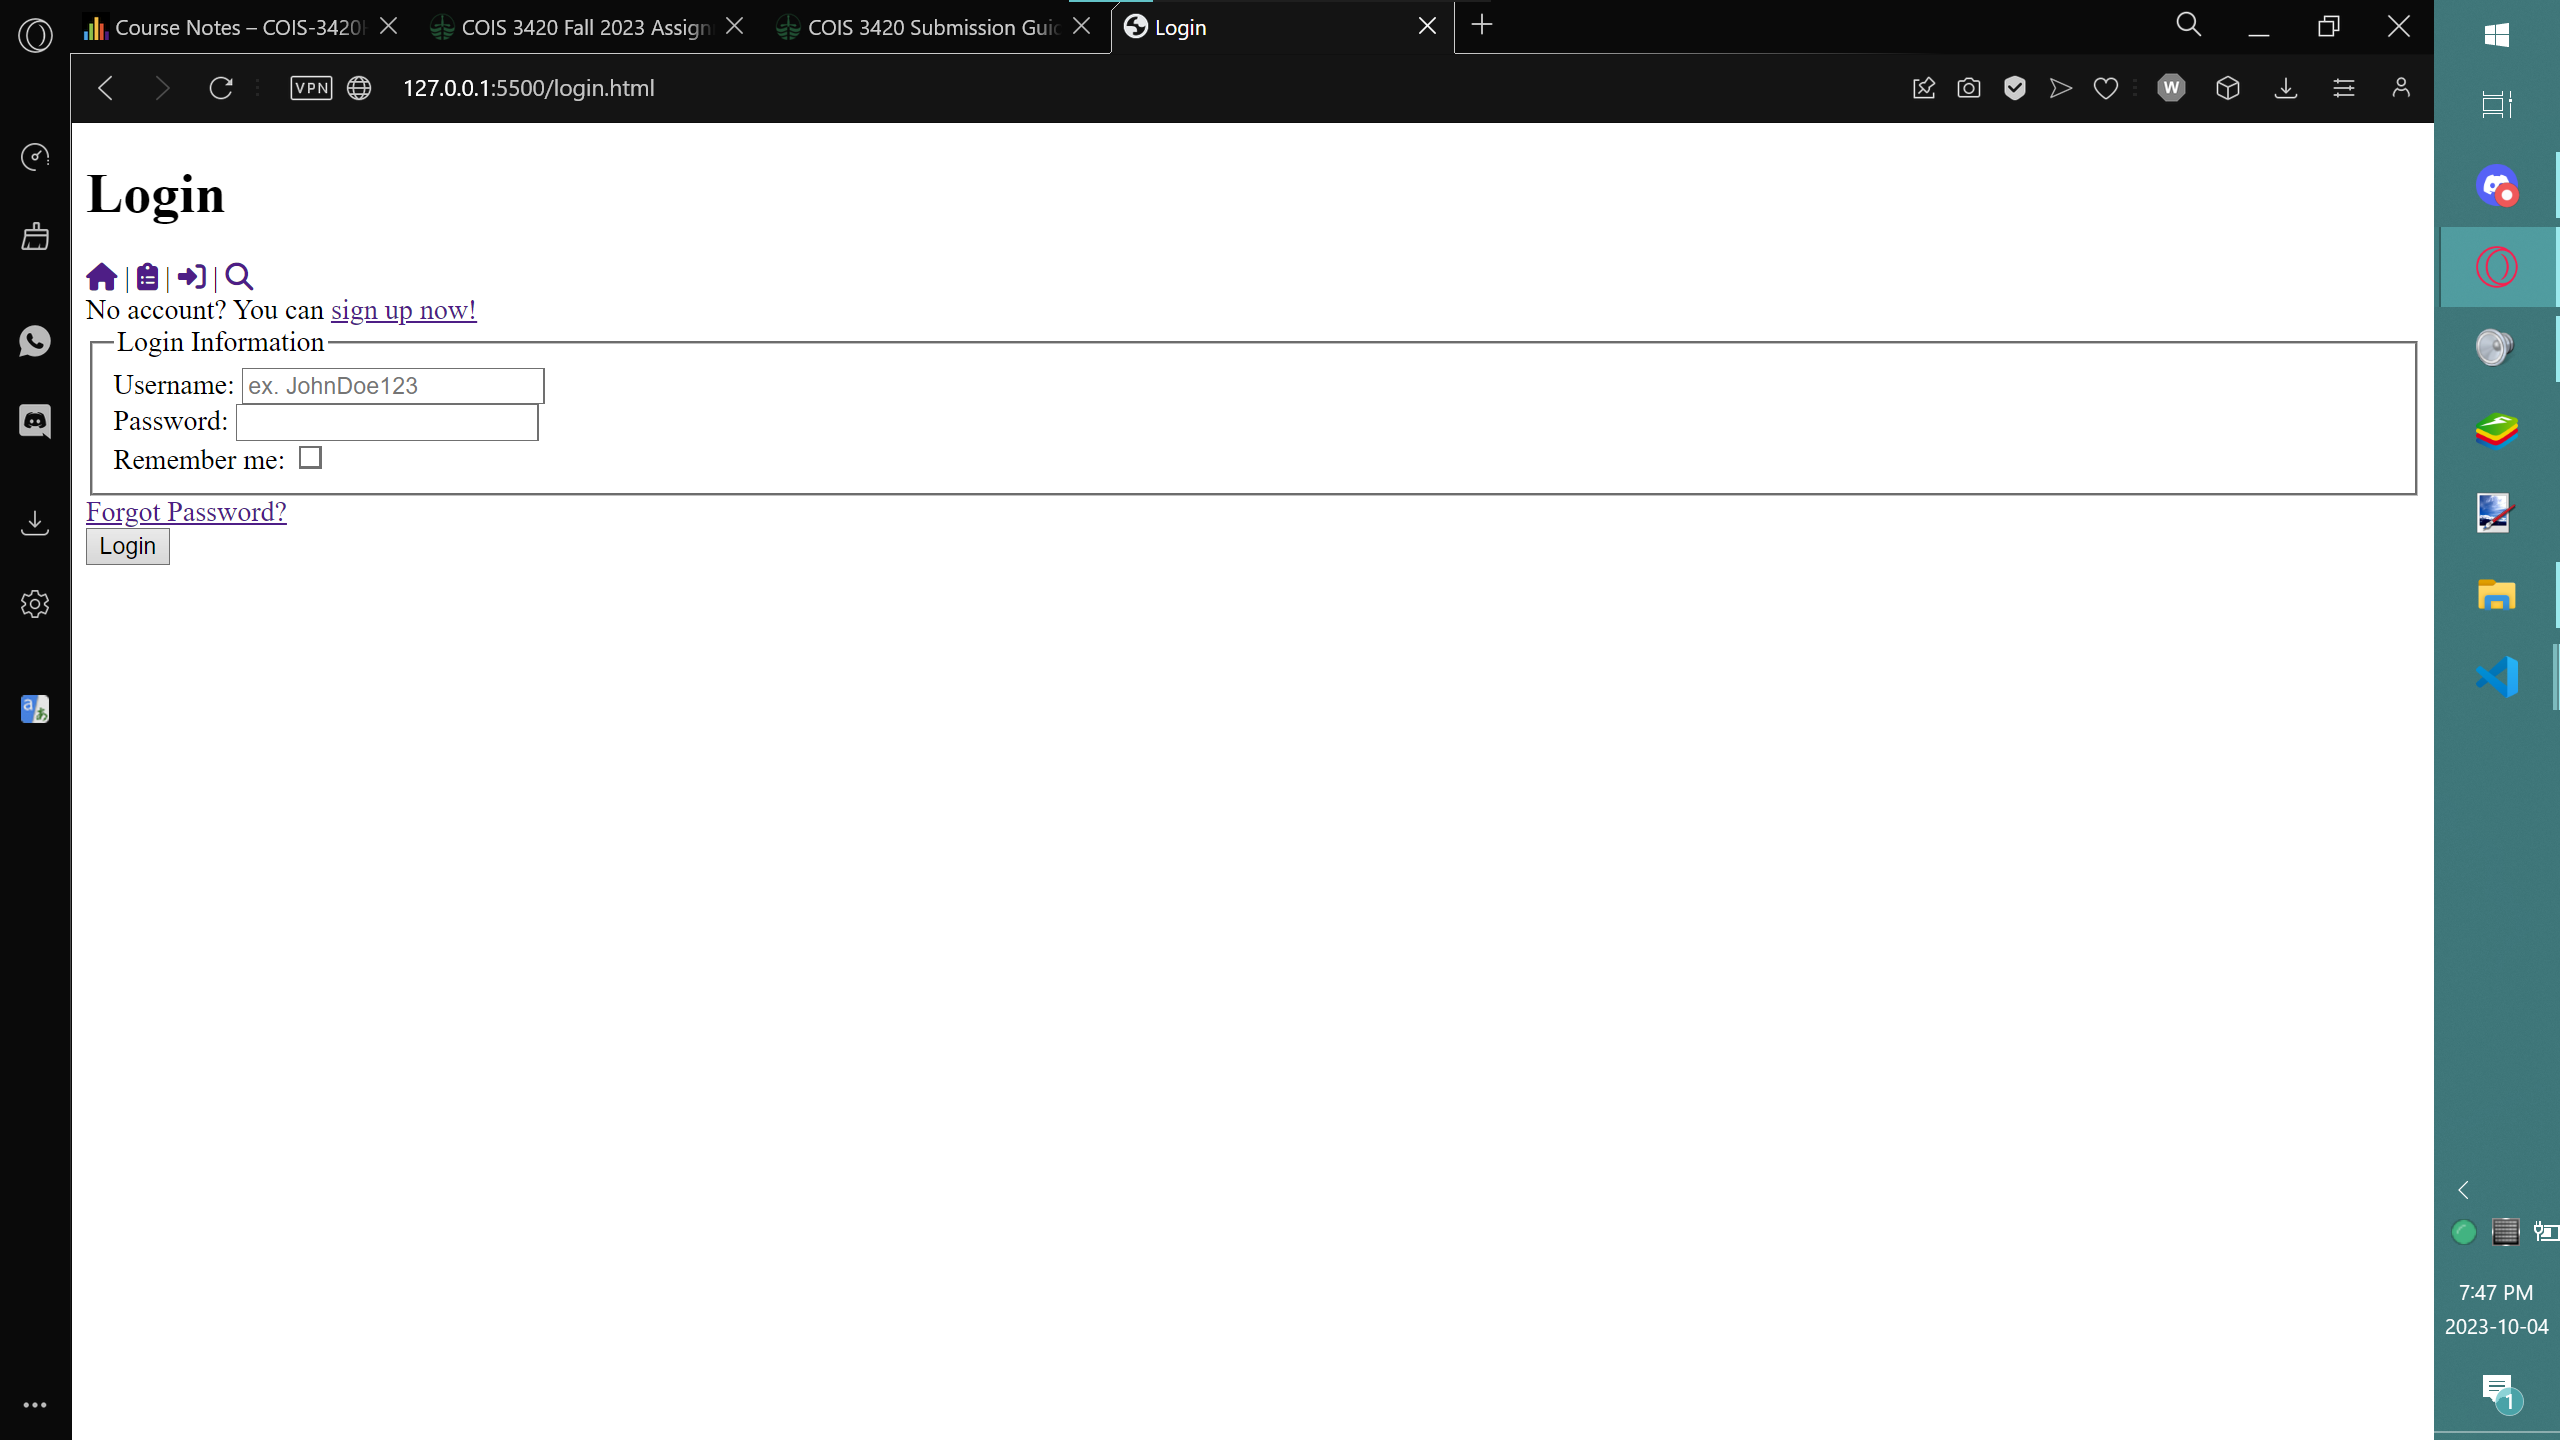 Course Notes – COIS-3420H
COIS 3420 Fall 2023 Assign
COIS 3420 Submission Guid
Login
VPN
127.0.0.1:5500/login.html
W
Login
| | |
No account? You can sign up now!
Login Information
Username: ex. JohnDoe123
Password:
Remember me:
Forgot Password?
Login
7:47 PM
2023-10-04
1